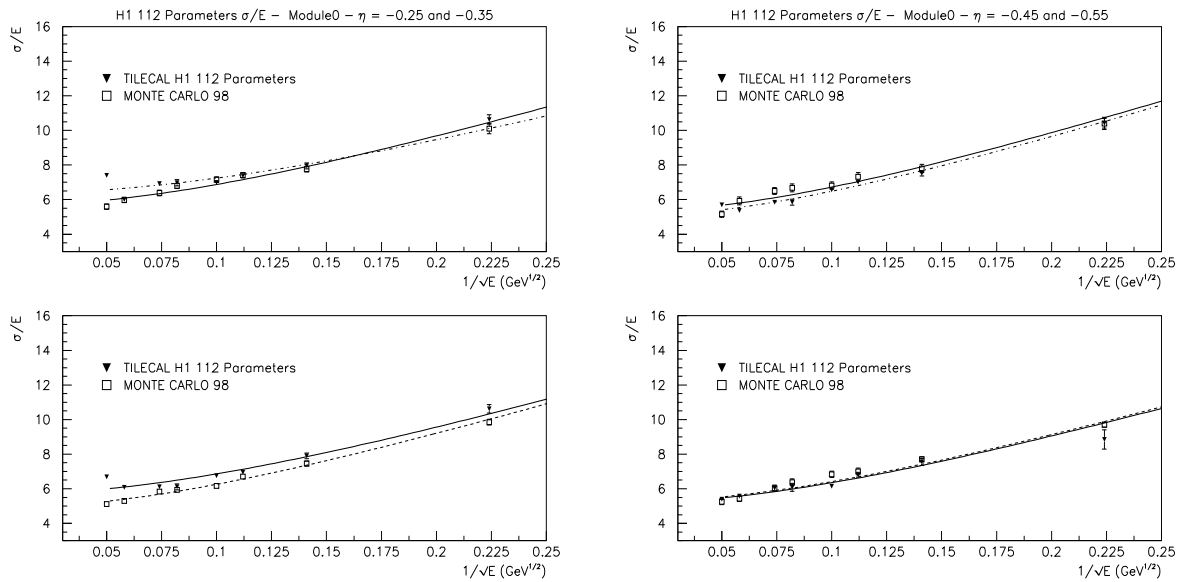 H1 112 Parameters σ/E − Module0 − η = −0.25 and −0.35
σ/E
16
14
12
10
8
6
4
▼ TILECAL H1 112 Parameters
□ MONTE CARLO 98
0.05 0.075 0.1 0.125 0.15 0.175 0.2 0.225 0.25
1/√E (GeV^1/2)
H1 112 Parameters σ/E − Module0 − η = −0.45 and −0.55
σ/E
16
14
12
10
8
6
4
▼ TILECAL H1 112 Parameters
□ MONTE CARLO 98
0.05 0.075 0.1 0.125 0.15 0.175 0.2 0.225 0.25
1/√E (GeV^1/2)
σ/E
16
14
12
10
8
6
4
▼ TILECAL H1 112 Parameters
□ MONTE CARLO 98
0.05 0.075 0.1 0.125 0.15 0.175 0.2 0.225 0.25
1/√E (GeV^1/2)
σ/E
16
14
12
10
8
6
4
▼ TILECAL H1 112 Parameters
□ MONTE CARLO 98
0.05 0.075 0.1 0.125 0.15 0.175 0.2 0.225 0.25
1/√E (GeV^1/2)